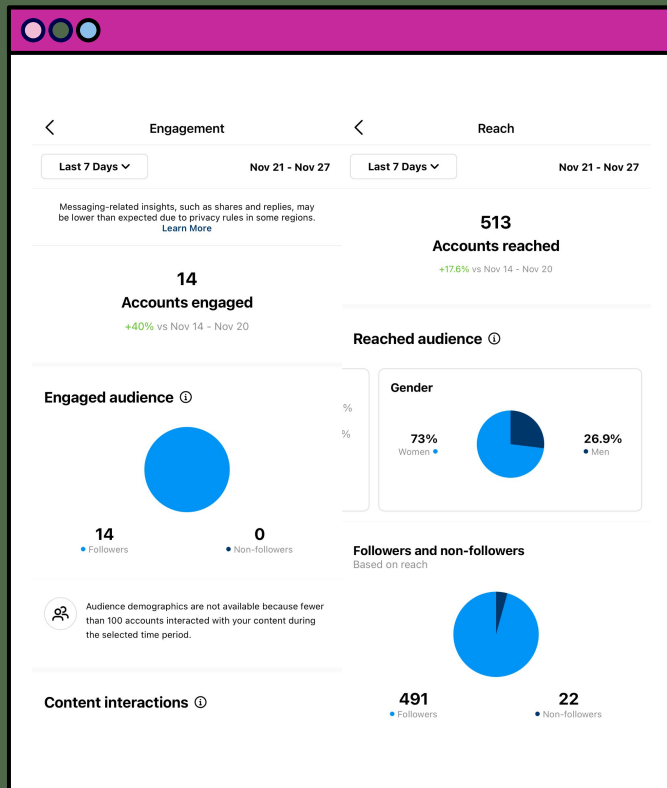 Engagement
Last 7 Days
Nov 21 - Nov 27
Messaging-related insights, such as shares and replies, may
be lower than expected due to privacy rules in some regions.
Learn More
14
Accounts engaged
+40% vs Nov 14 - Nov 20
Engaged audience
14
Followers
0
Non-followers
Audience demographics are not available because fewer
than 100 accounts interacted with your content during
the selected time period.
Content interactions
Reach
Last 7 Days
Nov 21 - Nov 27
513
Accounts reached
+17.6% vs Nov 14 - Nov 20
Reached audience
%
%
Gender
73%
Women
26.9%
Men
Followers and non-followers
Based on reach
491
Followers
22
Non-followers